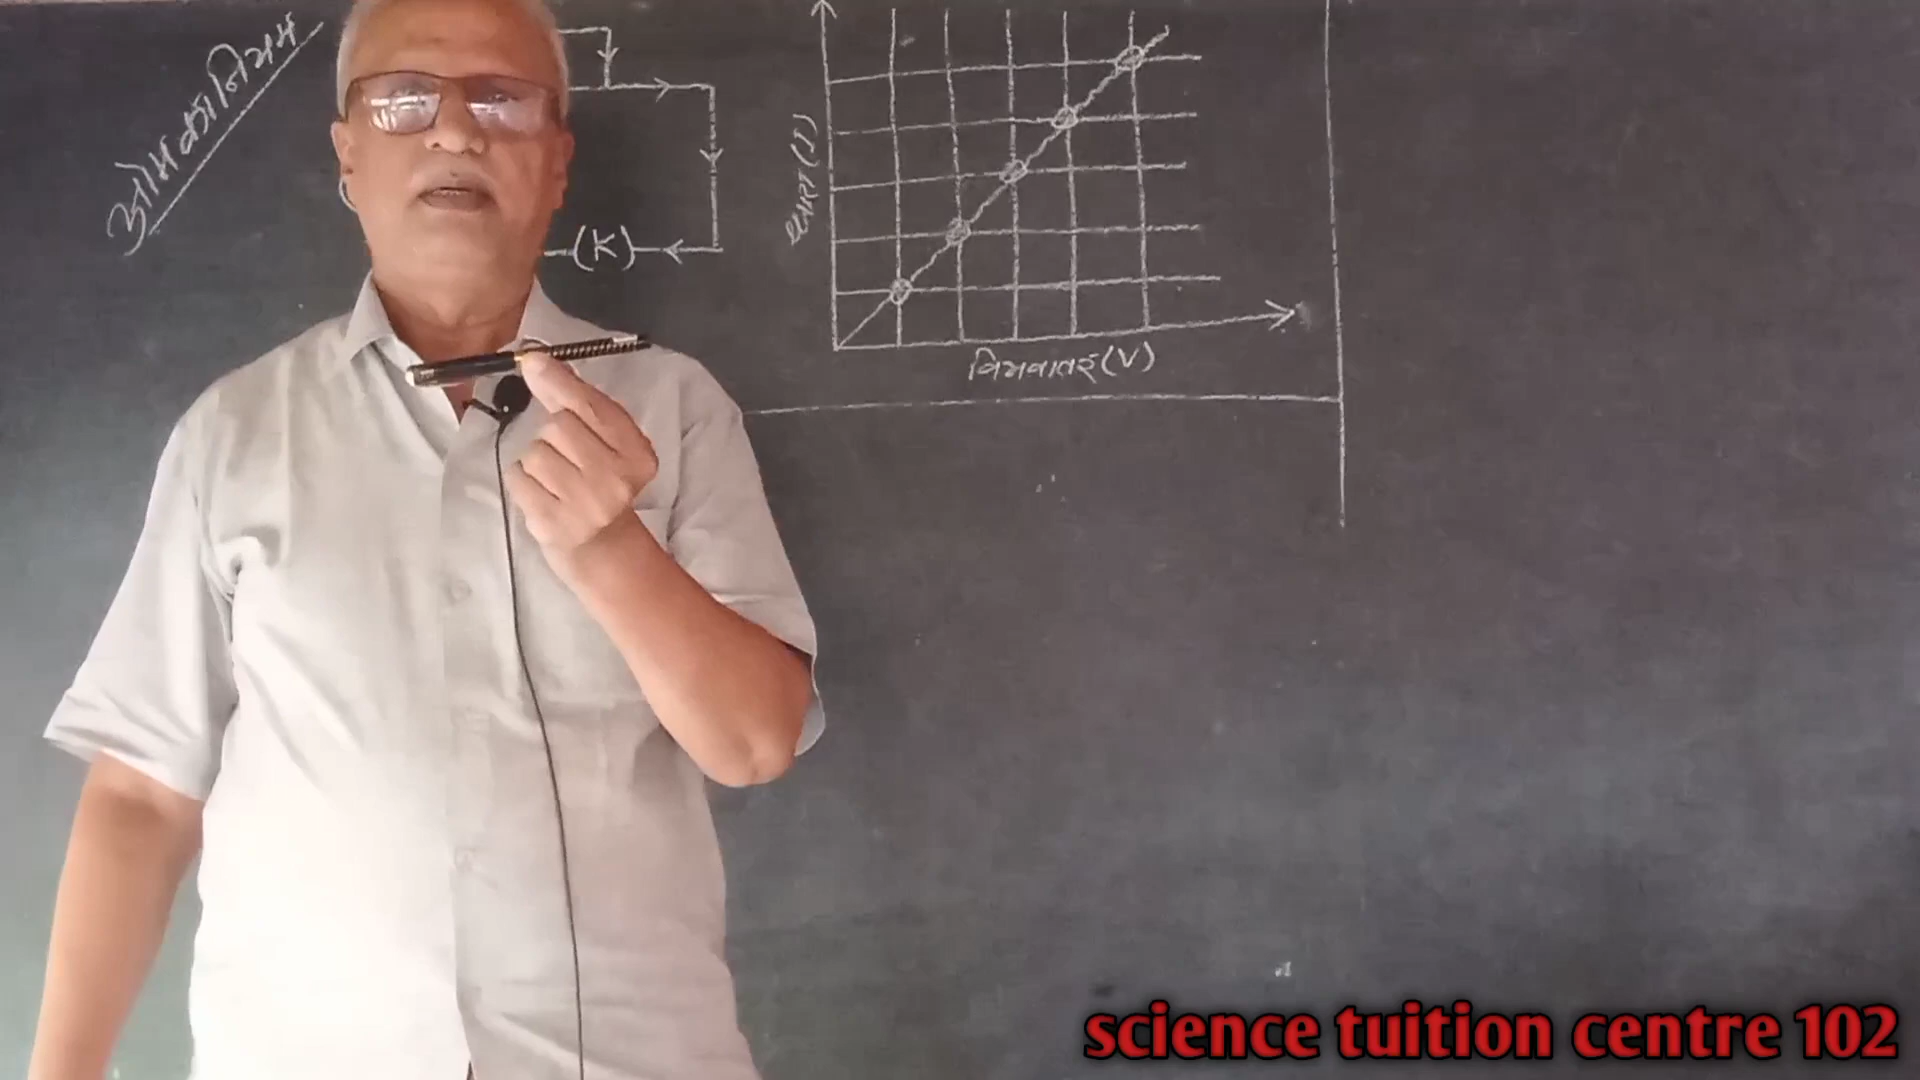 ओम का नियम
(K)
धारा (I)
विभवांतर (V)
science tuition centre 102